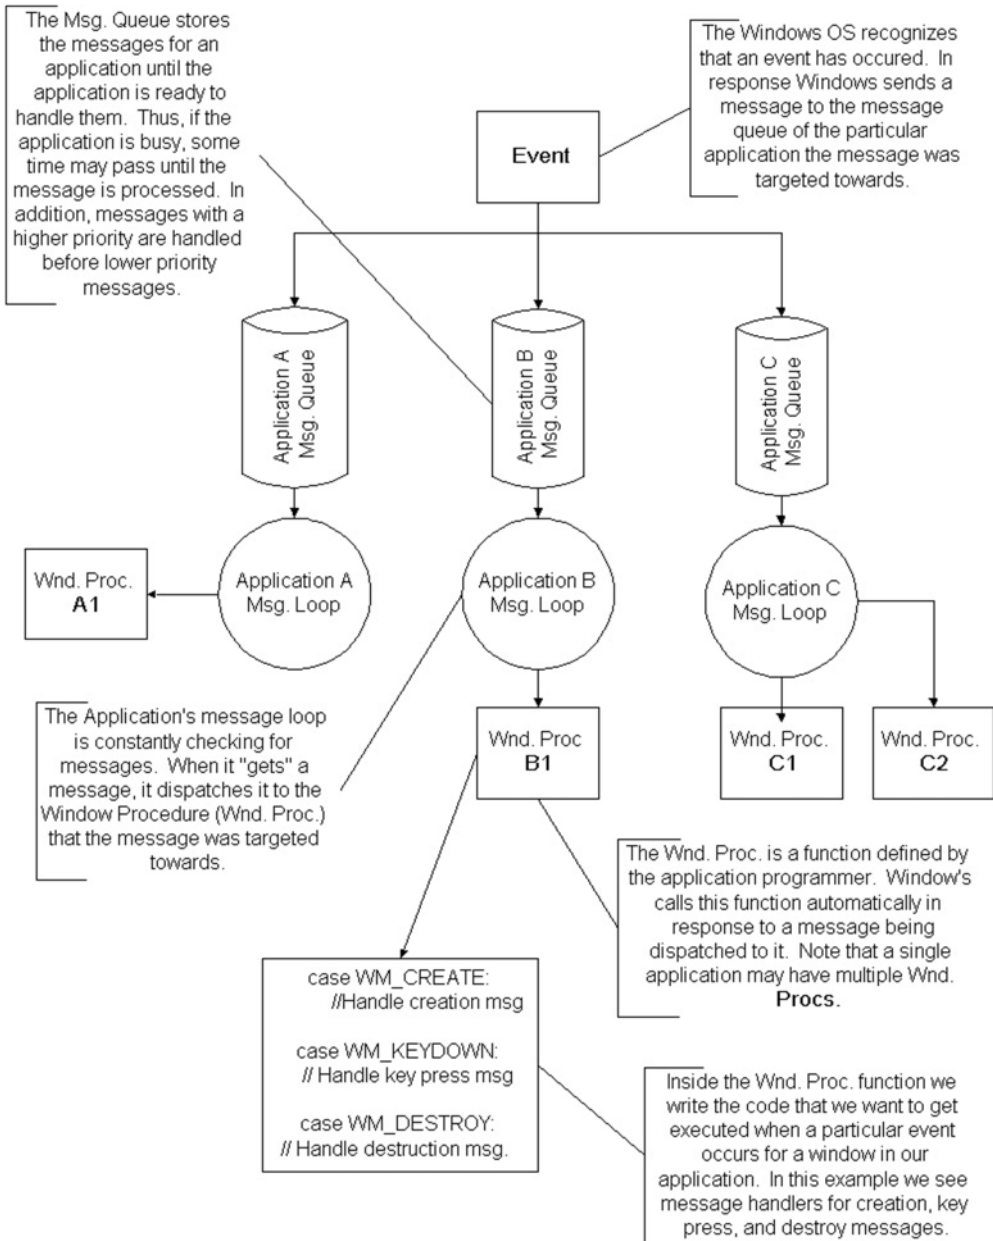 The Msg. Queue stores
the messages for an
application until the
application is ready to
handle them.  Thus, if the
application is busy, some
time may pass until the
message is processed.  In
addition, messages with a
higher priority are handled
before lower priority
messages.
The Windows OS recognizes
that an event has occured.  In
response Windows sends a
message to the message
queue of the particular
application the message was
targeted towards.
Event
Application A
Msg. Queue
Application B
Msg. Queue
Application C
Msg. Queue
Wnd. Proc.
A1
Application A
Msg. Loop
Application B
Msg. Loop
Application C
Msg. Loop
The Application's message loop
is constantly checking for
messages.  When it "gets" a
message, it dispatches it to the
Window Procedure (Wnd. Proc.)
that the message was targeted
towards.
Wnd. Proc
B1
Wnd. Proc.
C1
Wnd. Proc.
C2
The Wnd. Proc. is a function defined by
the application programmer.  Window's
calls this function automatically in
response to a message being
dispatched to it.  Note that a single
application may have multiple Wnd.
Procs.
case WM_CREATE:
//Handle creation msg
case WM_KEYDOWN:
// Handle key press msg
case WM_DESTROY:
// Handle destruction msg.
Inside the Wnd. Proc. function we
write the code that we want to get
executed when a particular event
occurs for a window in our
application.  In this example we see
message handlers for creation, key
press, and destroy messages.